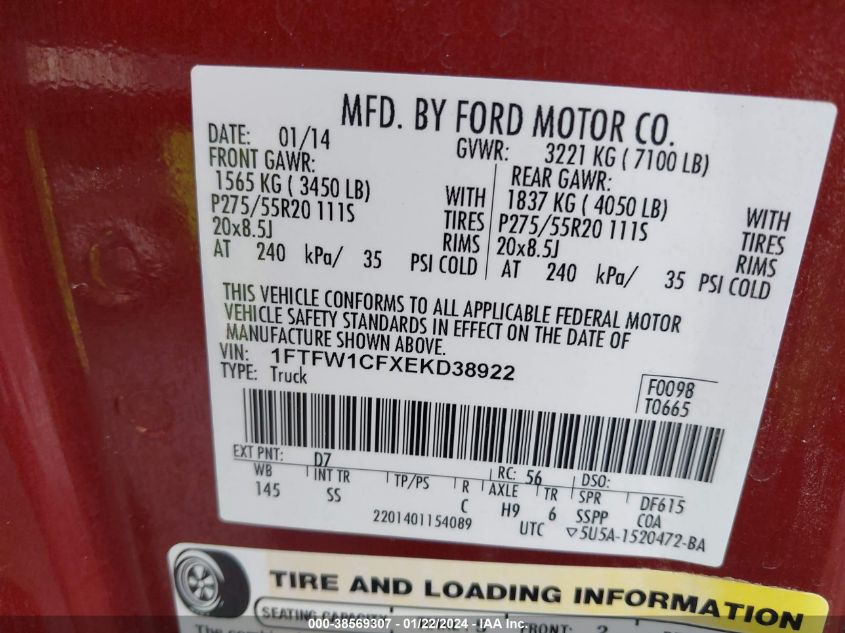 MFD. BY FORD MOTOR CO.
DATE: 01/14 GVWR: 3221 KG ( 7100 LB)
FRONT GAWR: REAR GAWR:
1565 KG ( 3450 LB) WITH 1837 KG ( 4050 LB) WITH
P275/55R20 111S TIRES P275/55R20 111S TIRES
20x8.5J RIMS 20x8.5J RIMS
AT 240 kPa/ 35 PSI COLD AT 240 kPa/ 35 PSI COLD
THIS VEHICLE CONFORMS TO ALL APPLICABLE FEDERAL MOTOR
VEHICLE SAFETY STANDARDS IN EFFECT ON THE DATE OF
MANUFACTURE SHOWN ABOVE.
VIN: 1FTFW1CFXEKD38922
TYPE: Truck
F0098
T0665
EXT PNT: D7 RC: 56 DSO:
WB INT TR TP/PS R AXLE TR SPR DF615
145 SS C H9 6 SSPP COA
2201401154089 UTC ▽5U5A-1520472-BA
TIRE AND LOADING INFORMATION
SEATING CAPACITY FRONT: 2
000-38569307 - 01/22/2024 - IAA Inc.